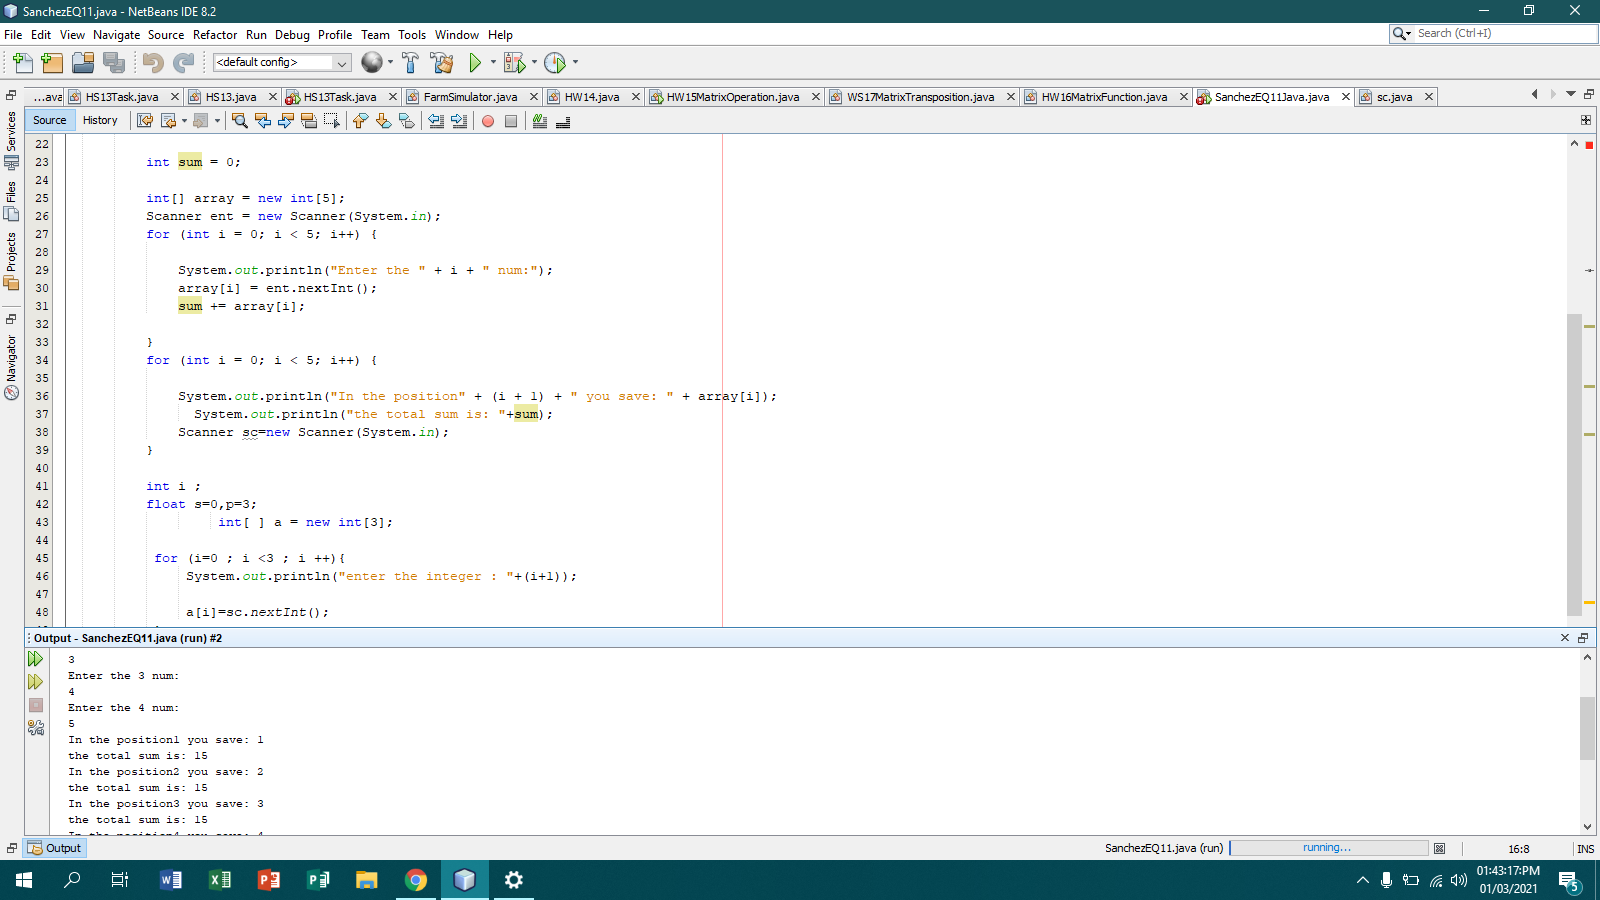 SanchezEQ11.java - NetBeans IDE 8.2
File Edit View Navigate Source Refactor Run Debug Profile Team Tools Window Help
Search (Ctrl+I)
<default config>
...ava HS13Task.java HS13.java HS13Task.java FarmSimulator.java HW14.java HW15MatrixOperation.java WS17MatrixTransposition.java HW16MatrixFunction.java SanchezEQ11Java.java sc.java
Source History
Services
Files
Projects
Navigator
22
23 int sum = 0;
24
25 int[] array = new int[5];
26 Scanner ent = new Scanner(System.in);
27 for (int i = 0; i < 5; i++) {
28
29 System.out.println("Enter the " + i + " num:");
30 array[i] = ent.nextInt();
31 sum += array[i];
32
33 }
34 for (int i = 0; i < 5; i++) {
35
36 System.out.println("In the position" + (i + 1) + " you save: " + array[i]);
37 System.out.println("the total sum is: "+sum);
38 Scanner sc=new Scanner(System.in);
39 }
40
41 int i ;
42 float s=0,p=3;
43 int[ ] a = new int[3];
44
45 for (i=0 ; i <3 ; i ++){
46 System.out.println("enter the integer : "+(i+1));
47
48 a[i]=sc.nextInt();
Output - SanchezEQ11.java (run) #2
3
Enter the 3 num:
4
Enter the 4 num:
5
In the position1 you save: 1
the total sum is: 15
In the position2 you save: 2
the total sum is: 15
In the position3 you save: 3
the total sum is: 15
In the position4 you save: 4
Output
SanchezEQ11.java (run) running... 16:8 INS
01:43:17:PM
01/03/2021
5